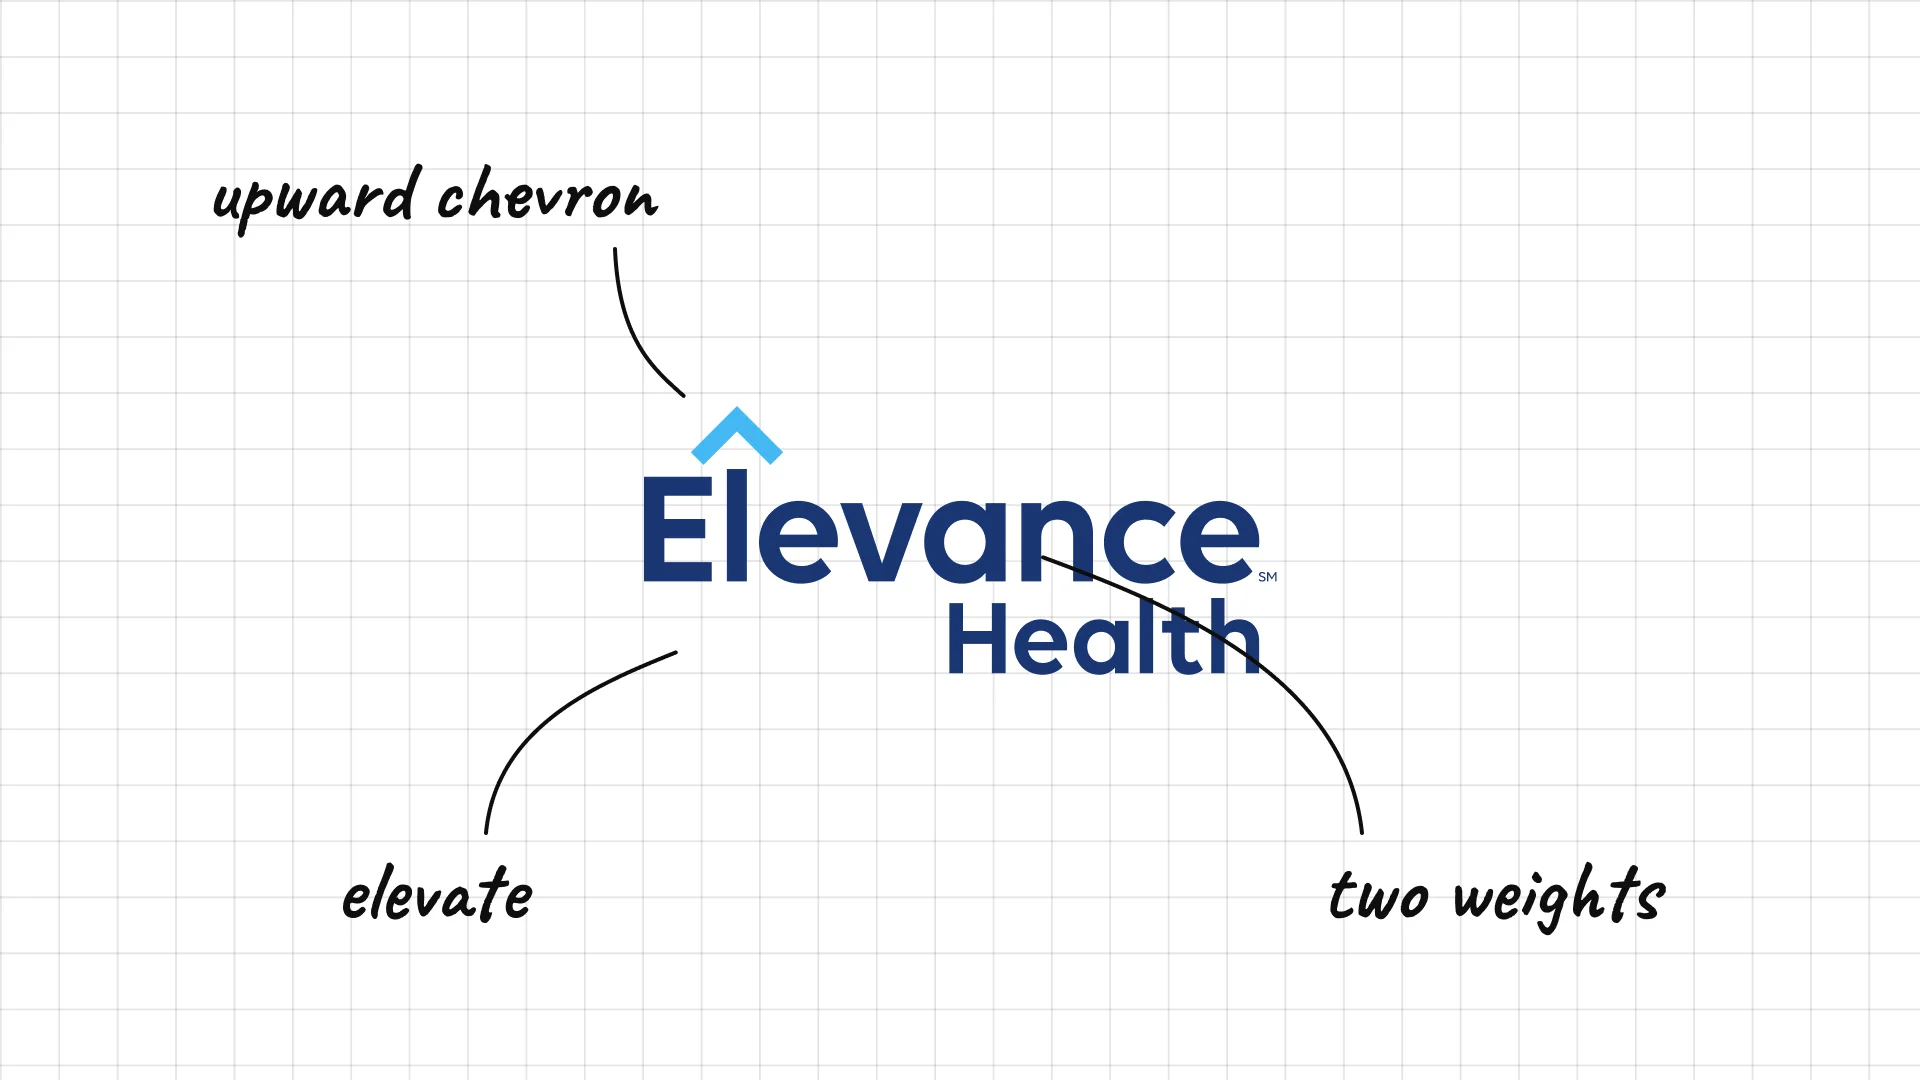 upward chevron
Elevance
SM
Health
elevate
two weights